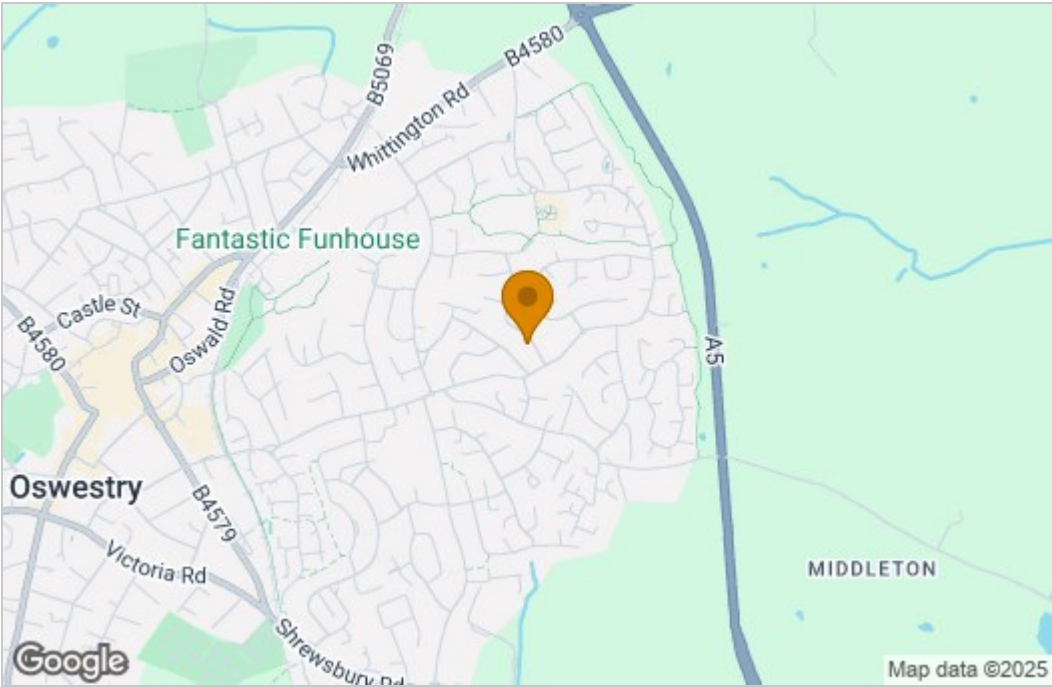 B5069
B4580
Whittington Rd
Fantastic Funhouse
Castle St
Oswald Rd
B4580
A5
Oswestry
B4579
Victoria Rd
MIDDLETON
Shrewsbury Rd
Google
Map data ©2025